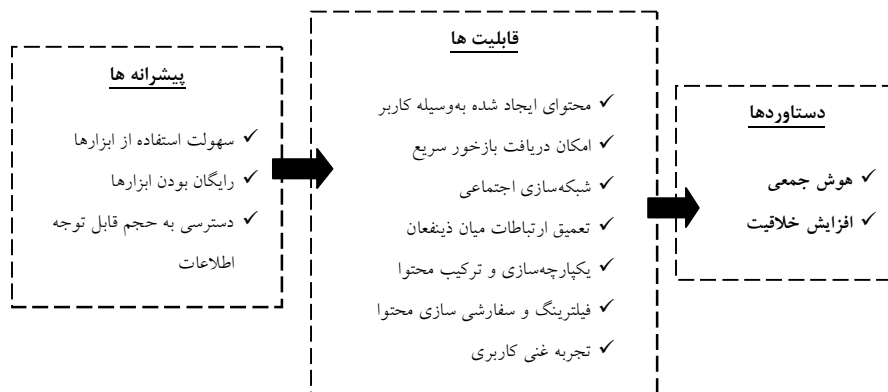 پیشرانه ها
سهولت استفاده از ابزارها
رایگان بودن ابزارها
دسترسی به حجم قابل توجه
اطلاعات
قابلیت ها
محتوای ایجاد شده به‌وسیله کاربر
امکان دریافت بازخور سریع
شبکه‌سازی اجتماعی
تعمیق ارتباطات میان ذینفعان
یکپارچه‌سازی و ترکیب محتوا
فیلترینگ و سفارشی سازی محتوا
تجربه غنی کاربری
دستاوردها
هوش جمعی
افزایش خلاقیت